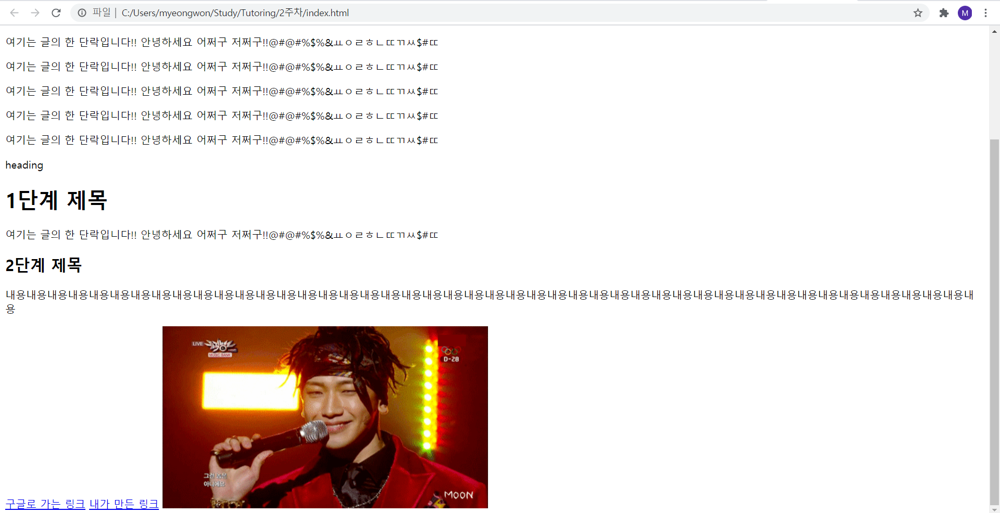 파일 | C:/Users/myeongwon/Study/Tutoring/2주차/index.html
M
여기는 글의 한 단락입니다!! 안녕하세요 어쩌구 저쩌구!!@#@#%$%&ㅛㅇㄹㅎㄴㄸㄲㅆ$#ㄸ
여기는 글의 한 단락입니다!! 안녕하세요 어쩌구 저쩌구!!@#@#%$%&ㅛㅇㄹㅎㄴㄸㄲㅆ$#ㄸ
여기는 글의 한 단락입니다!! 안녕하세요 어쩌구 저쩌구!!@#@#%$%&ㅛㅇㄹㅎㄴㄸㄲㅆ$#ㄸ
여기는 글의 한 단락입니다!! 안녕하세요 어쩌구 저쩌구!!@#@#%$%&ㅛㅇㄹㅎㄴㄸㄲㅆ$#ㄸ
여기는 글의 한 단락입니다!! 안녕하세요 어쩌구 저쩌구!!@#@#%$%&ㅛㅇㄹㅎㄴㄸㄲㅆ$#ㄸ
heading
1단계 제목
여기는 글의 한 단락입니다!! 안녕하세요 어쩌구 저쩌구!!@#@#%$%&ㅛㅇㄹㅎㄴㄸㄲㅆ$#ㄸ
2단계 제목
내용내용내용내용내용내용내용내용내용내용내용내용내용내용내용내용내용내용내용내용내용내용내용내용내용내용내용내용내용내용내용내용내용내용내용내용내용내용내용내용내용내용내용내용내용내용내
용
LIVE
MUSIC BANK
D-28
그런 놈은
아니에요
MOON
구글로 가는 링크 내가 만든 링크